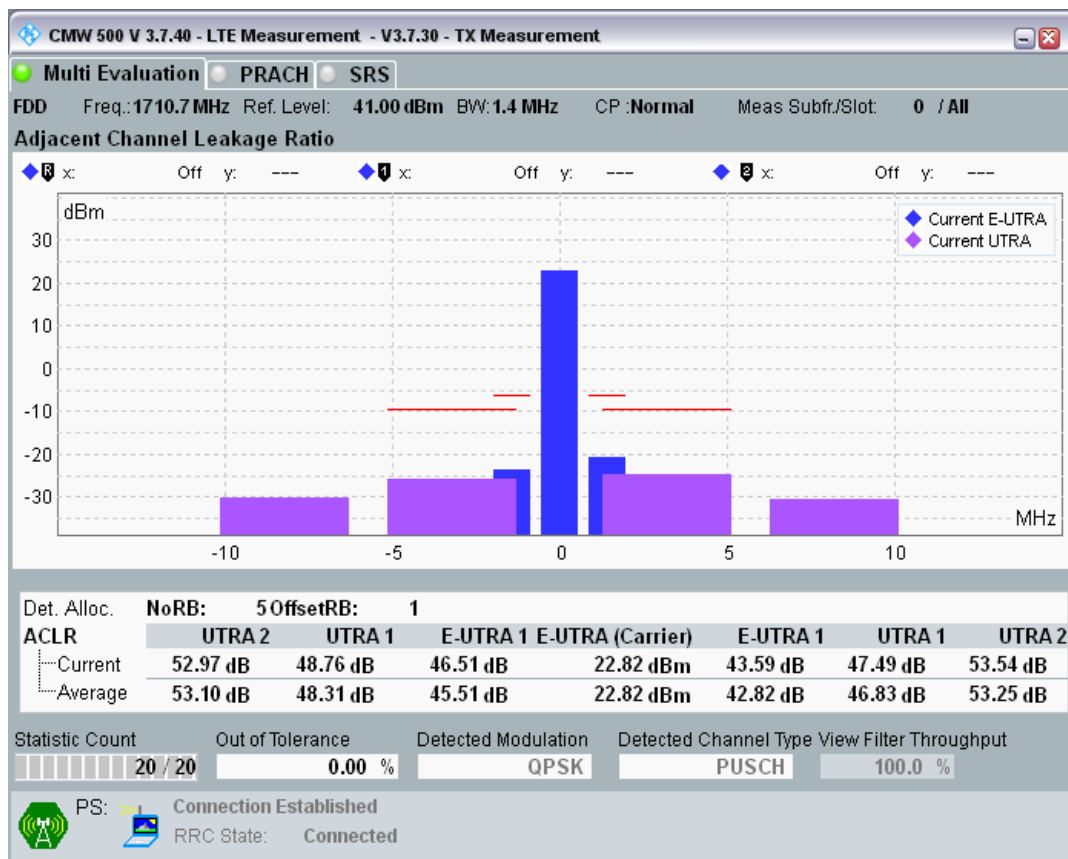 CMW 500 V 3.7.40 - LTE Measurement - V3.7.30 - TX Measurement
Multi Evaluation PRACH SRS
FDD Freq.: 1710.7 MHz Ref. Level: 41.00 dBm BW: 1.4 MHz CP : Normal Meas Subfr./Slot: 0 / All
Adjacent Channel Leakage Ratio
R x: Off y: --- 1 x: Off y: --- 2 x: Off y: ---
dBm
Current E-UTRA
Current UTRA
30
20
10
0
-10
-20
-30
MHz
-10 -5 0 5 10
Det. Alloc. NoRB: 5 OffsetRB: 1
ACLR UTRA 2 UTRA 1 E-UTRA 1 E-UTRA (Carrier) E-UTRA 1 UTRA 1 UTRA 2
Current 52.97 dB 48.76 dB 46.51 dB 22.82 dBm 43.59 dB 47.49 dB 53.54 dB
Average 53.10 dB 48.31 dB 45.51 dB 22.82 dBm 42.82 dB 46.83 dB 53.25 dB
Statistic Count Out of Tolerance Detected Modulation Detected Channel Type View Filter Throughput
20 / 20 0.00 % QPSK PUSCH 100.0 %
PS: Connection Established
RRC State: Connected